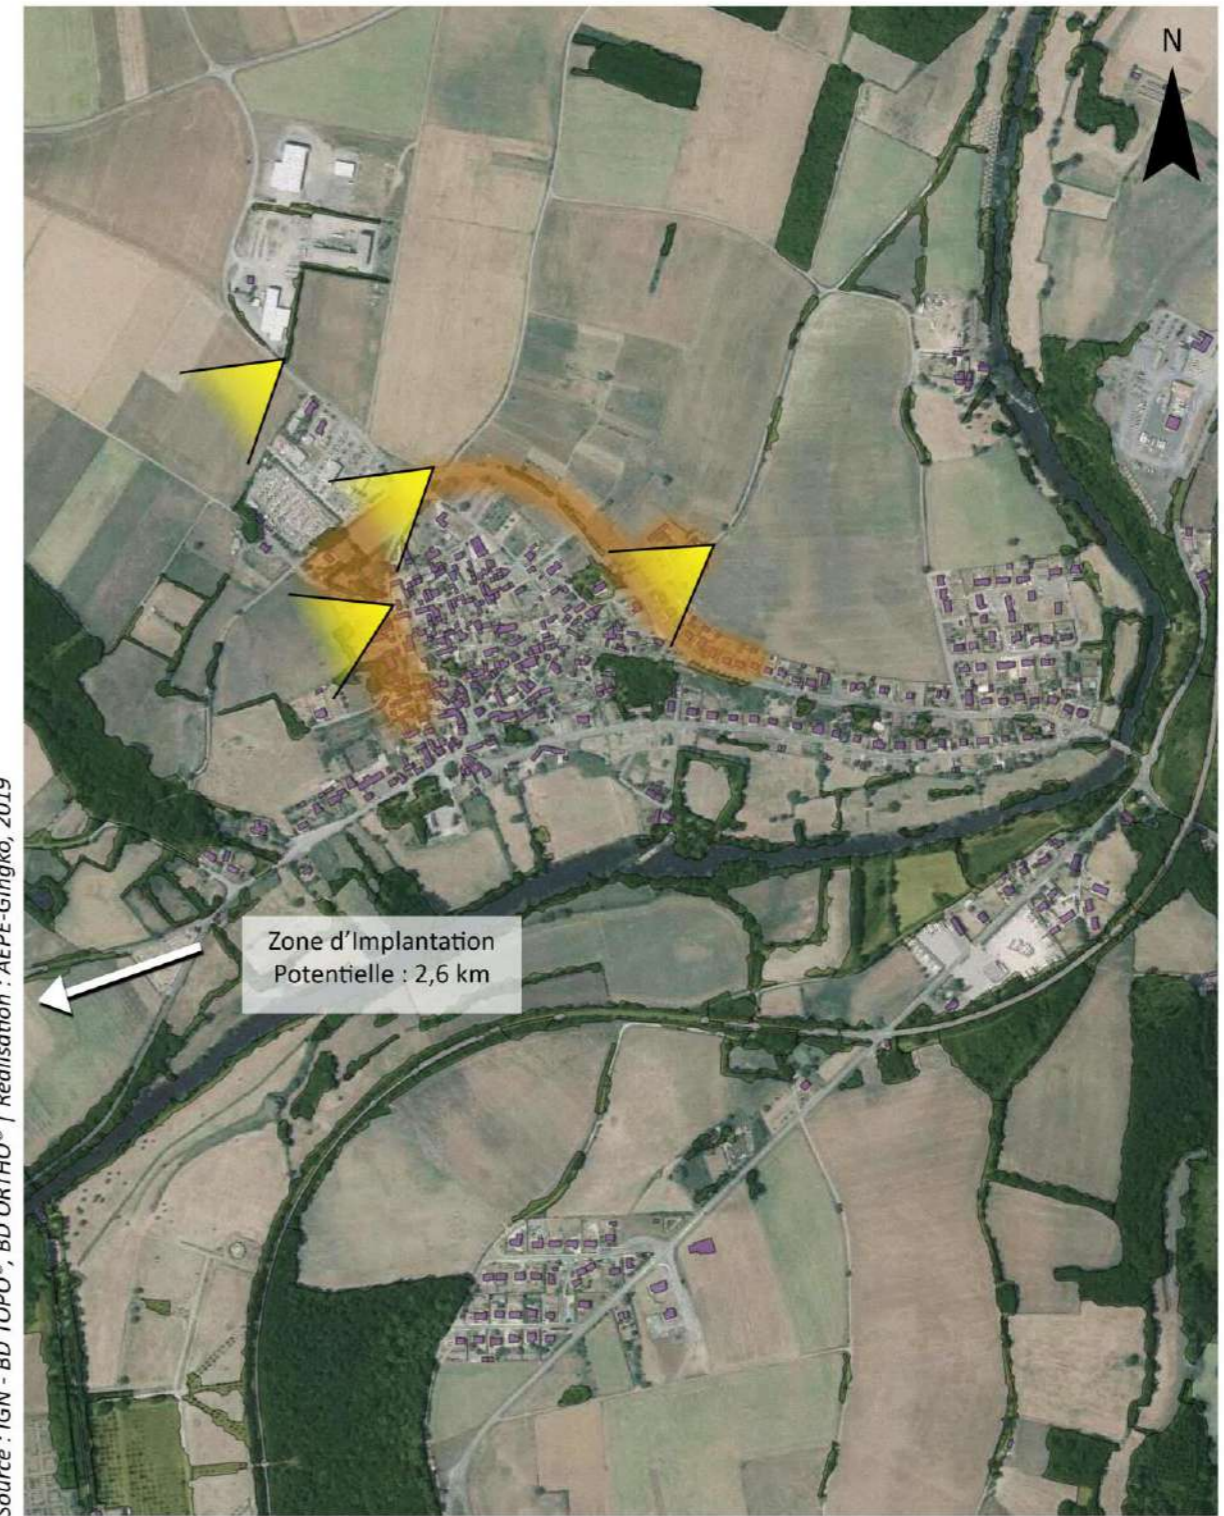 N
Zone d'Implantation
Potentielle : 2,6 km
Source : IGN - BD TOPO®, BD ORTHO® | Réalisation : AEPE-Gingko, 2019